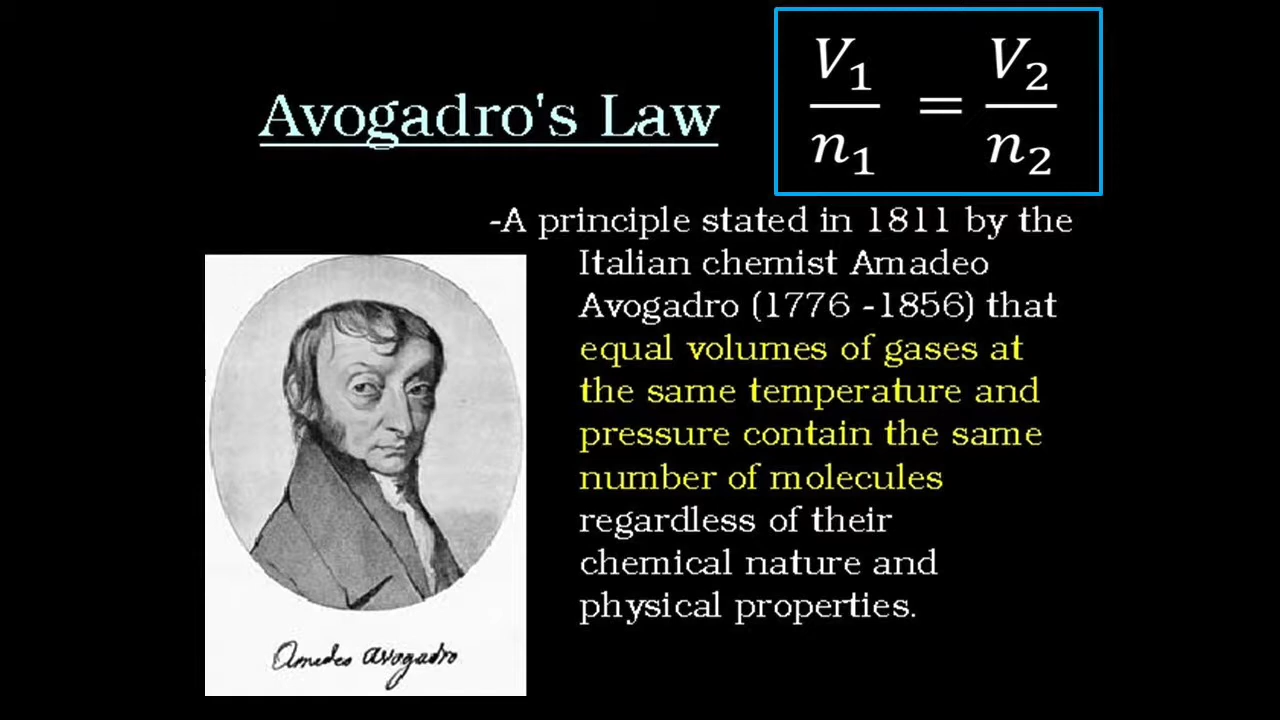 Avogadro's Law
V₁/n₁ = V₂/n₂
-A principle stated in 1811 by the
Italian chemist Amadeo
Avogadro (1776 -1856) that
equal volumes of gases at
the same temperature and
pressure contain the same
number of molecules
regardless of their
chemical nature and
physical properties.
Amedeo Avogadro